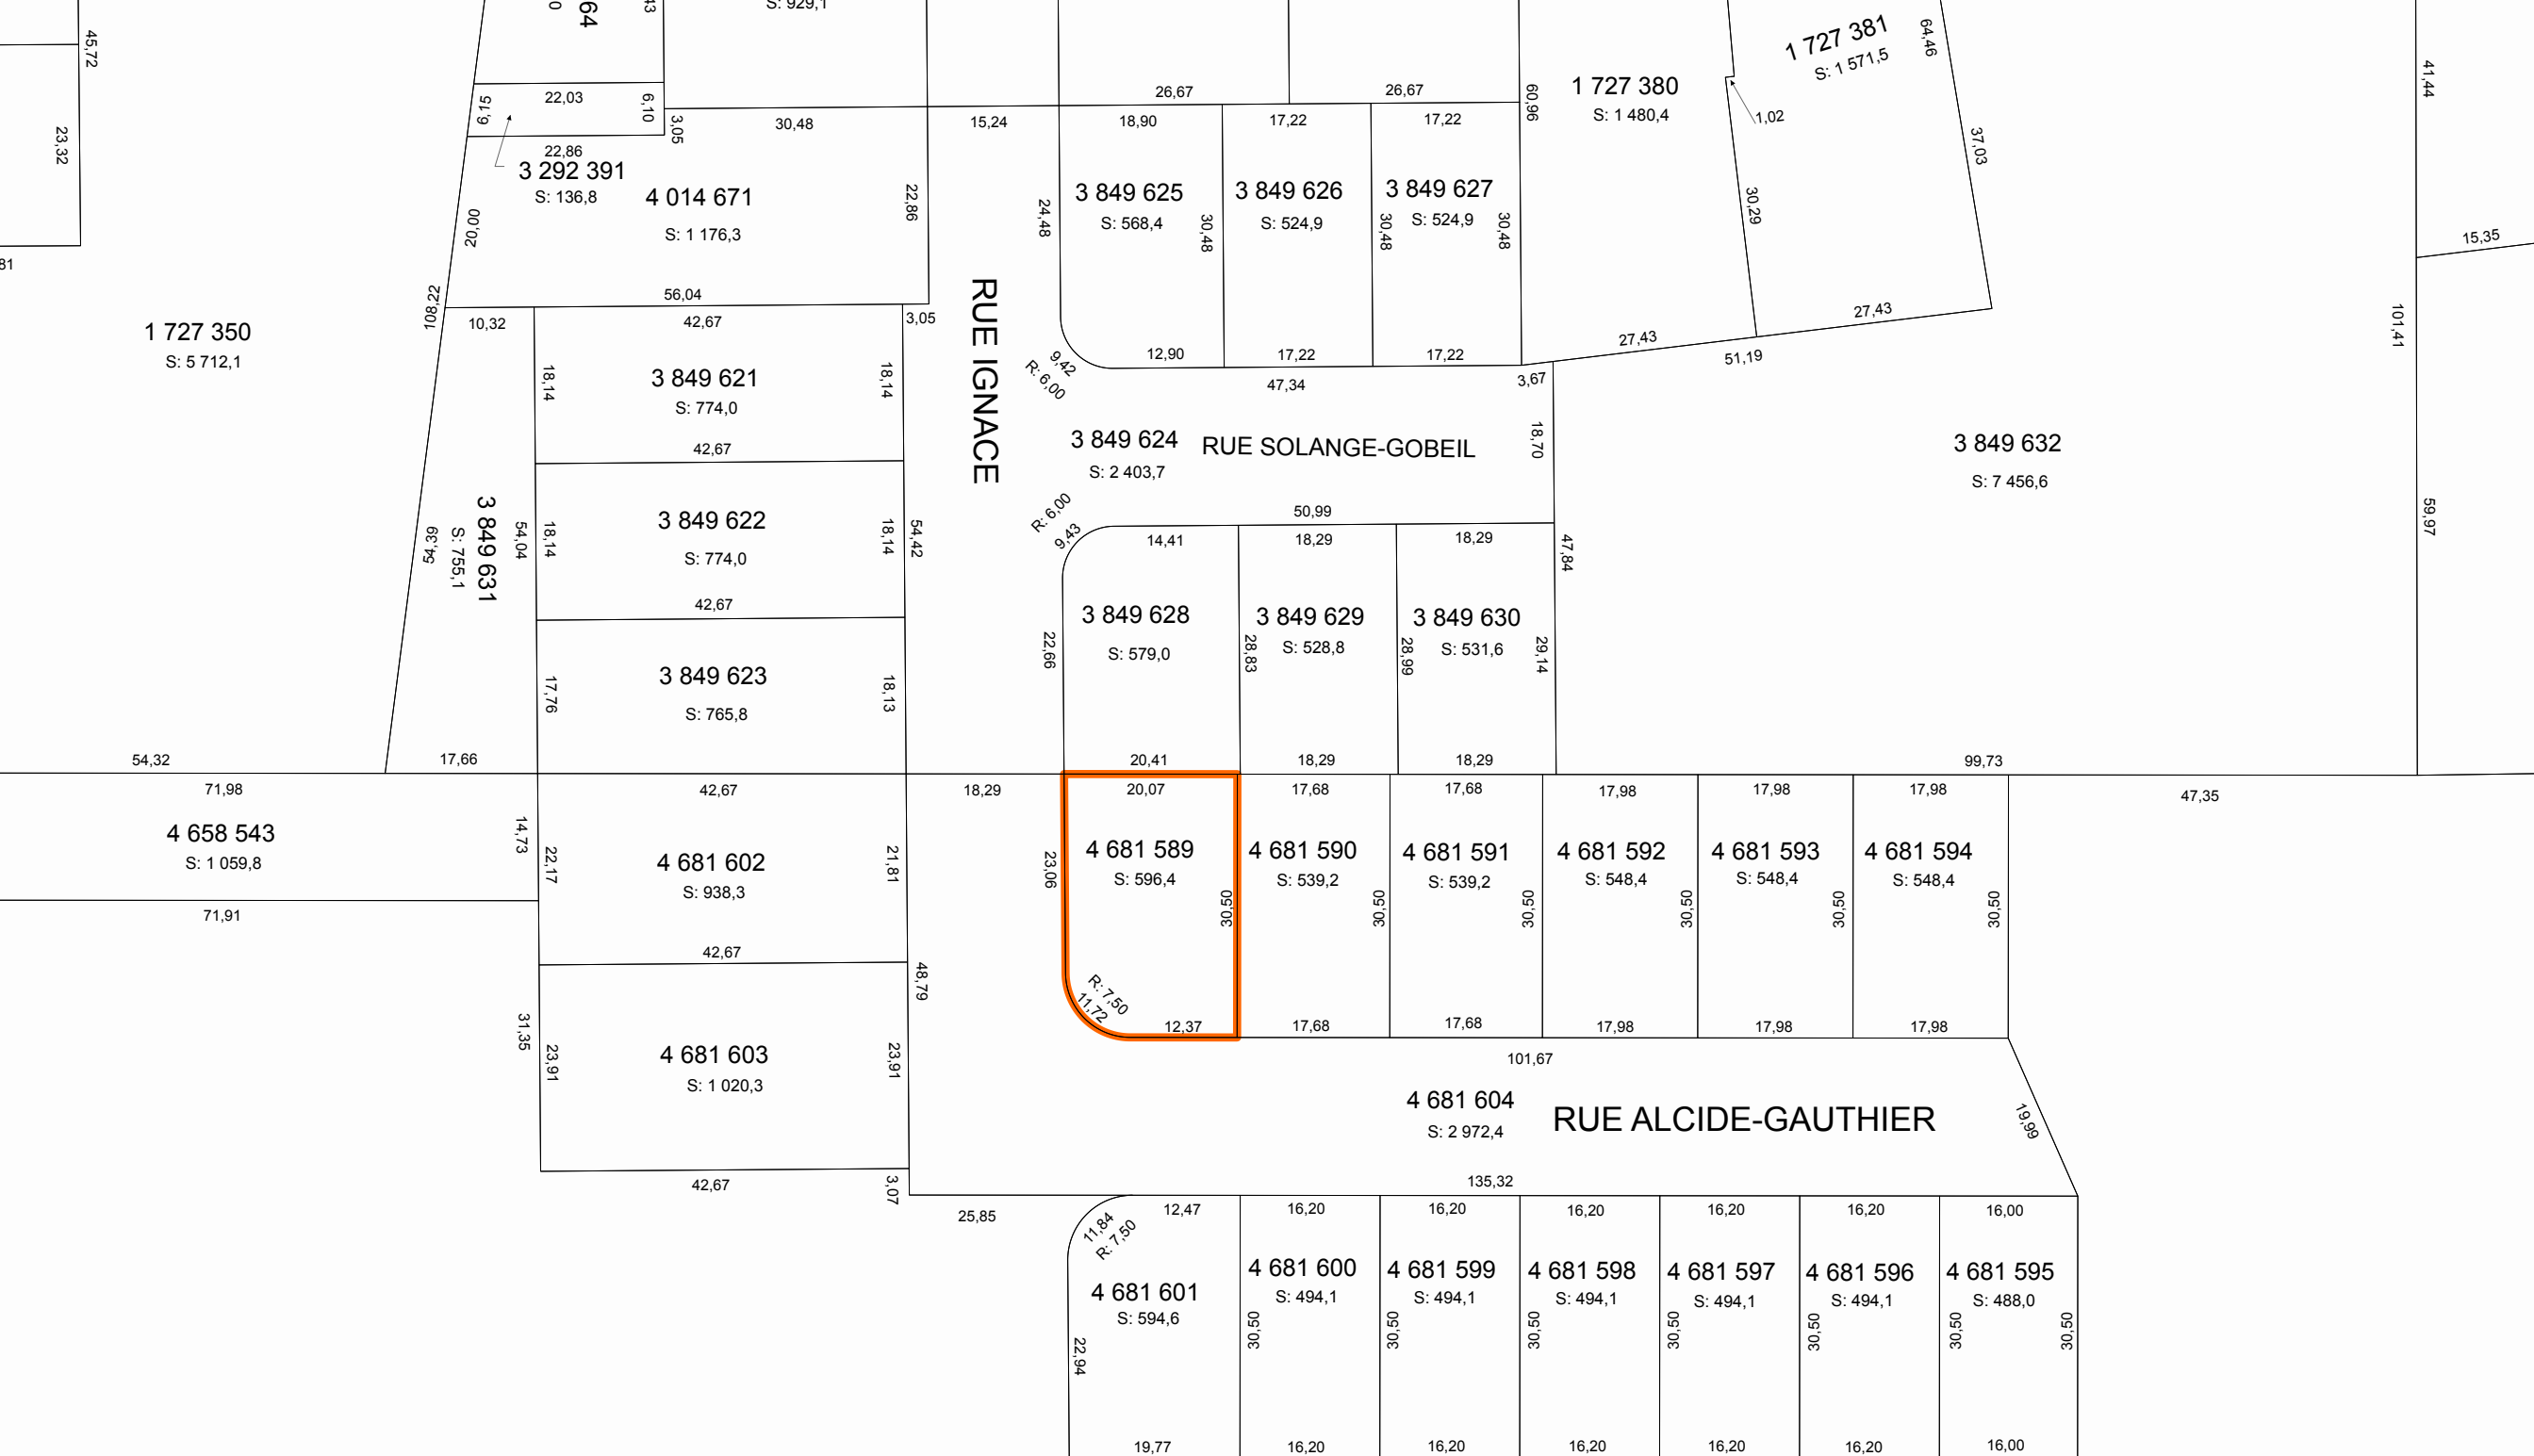 45,72
23,32
81
64
0
43
S: 929,1
6,15
22,03
6,10
3,05
30,48
15,24
22,86
3 292 391
S: 136,8
4 014 671
S: 1 176,3
22,86
20,00
108,22
56,04
26,67
26,67
18,90
17,22
17,22
60,96
24,48
3 849 625
S: 568,4
30,48
3 849 626
S: 524,9
30,48
3 849 627
S: 524,9
30,48
12,90
17,22
17,22
9,42
R: 6,00
47,34
3,67
1 727 380
S: 1 480,4
1,02
30,29
27,43
1 727 381
S: 1 571,5
64,46
37,03
27,43
51,19
41,44
15,35
101,41
59,97
1 727 350
S: 5 712,1
10,32
42,67
3,05
18,14
3 849 621
S: 774,0
18,14
42,67
3 849 631
S: 755,1
54,39
54,04
18,14
3 849 622
S: 774,0
18,14
54,42
42,67
17,76
3 849 623
S: 765,8
18,13
RUE IGNACE
3 849 624
S: 2 403,7
RUE SOLANGE-GOBEIL
18,70
3 849 632
S: 7 456,6
R: 6,00
9,43
50,99
14,41
18,29
18,29
47,84
22,66
3 849 628
S: 579,0
28,83
3 849 629
S: 528,8
28,99
3 849 630
S: 531,6
29,14
54,32
17,66
20,41
18,29
18,29
99,73
71,98
42,67
18,29
20,07
17,68
17,68
17,98
17,98
17,98
47,35
4 658 543
S: 1 059,8
14,73
71,91
22,17
4 681 602
S: 938,3
21,81
42,67
23,06
4 681 589
S: 596,4
30,50
R: 7,50
11,72
12,37
4 681 590
S: 539,2
30,50
17,68
4 681 591
S: 539,2
30,50
17,68
4 681 592
S: 548,4
30,50
17,98
4 681 593
S: 548,4
30,50
17,98
4 681 594
S: 548,4
30,50
17,98
48,79
31,35
23,91
4 681 603
S: 1 020,3
23,91
42,67
3,07
101,67
4 681 604
S: 2 972,4
RUE ALCIDE-GAUTHIER
19,99
135,32
25,85
11,84
R: 7,50
12,47
16,20
16,20
16,20
16,20
16,20
16,00
4 681 601
S: 594,6
22,94
4 681 600
S: 494,1
30,50
4 681 599
S: 494,1
30,50
4 681 598
S: 494,1
30,50
4 681 597
S: 494,1
30,50
4 681 596
S: 494,1
30,50
4 681 595
S: 488,0
30,50
30,50
19,77
16,20
16,20
16,20
16,20
16,20
16,00